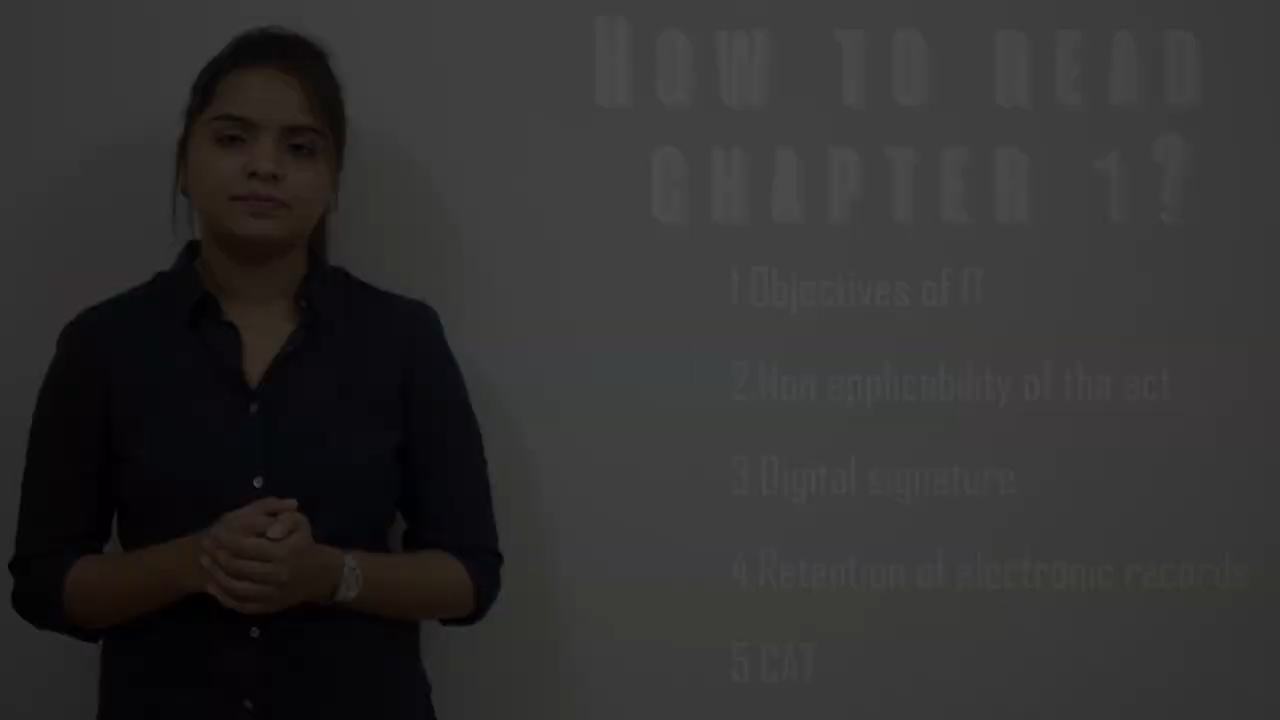 HOW TO READ
CHAPTER 1?
1.Objectives of IT
2.Non applicability of the act
3.Digital signature
4.Retention of electronic records
5.CAT